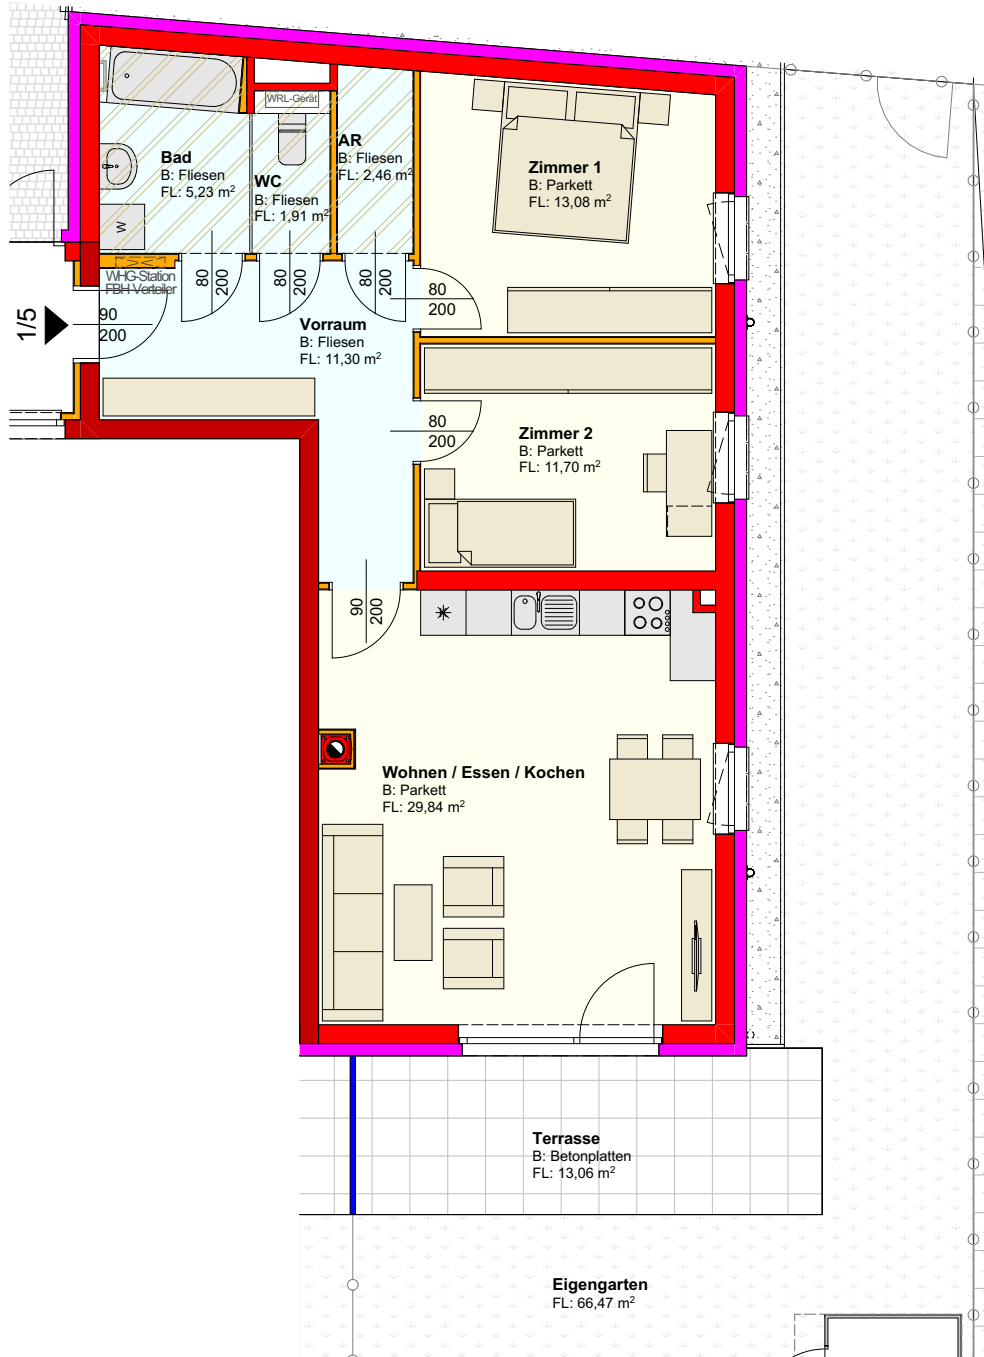 WRL-Gerät
Bad
B: Fliesen
FL: 5,23 m²
WC
B: Fliesen
FL: 1,91 m²
AR
B: Fliesen
FL: 2,46 m²
Zimmer 1
B: Parkett
FL: 13,08 m²
W
WHG-Station
FBH-Verteiler
80
200
80
200
80
200
80
200
1/5
90
200
Vorraum
B: Fliesen
FL: 11,30 m²
80
200
Zimmer 2
B: Parkett
FL: 11,70 m²
90
200
Wohnen / Essen / Kochen
B: Parkett
FL: 29,84 m²
Terrasse
B: Betonplatten
FL: 13,06 m²
Eigengarten
FL: 66,47 m²